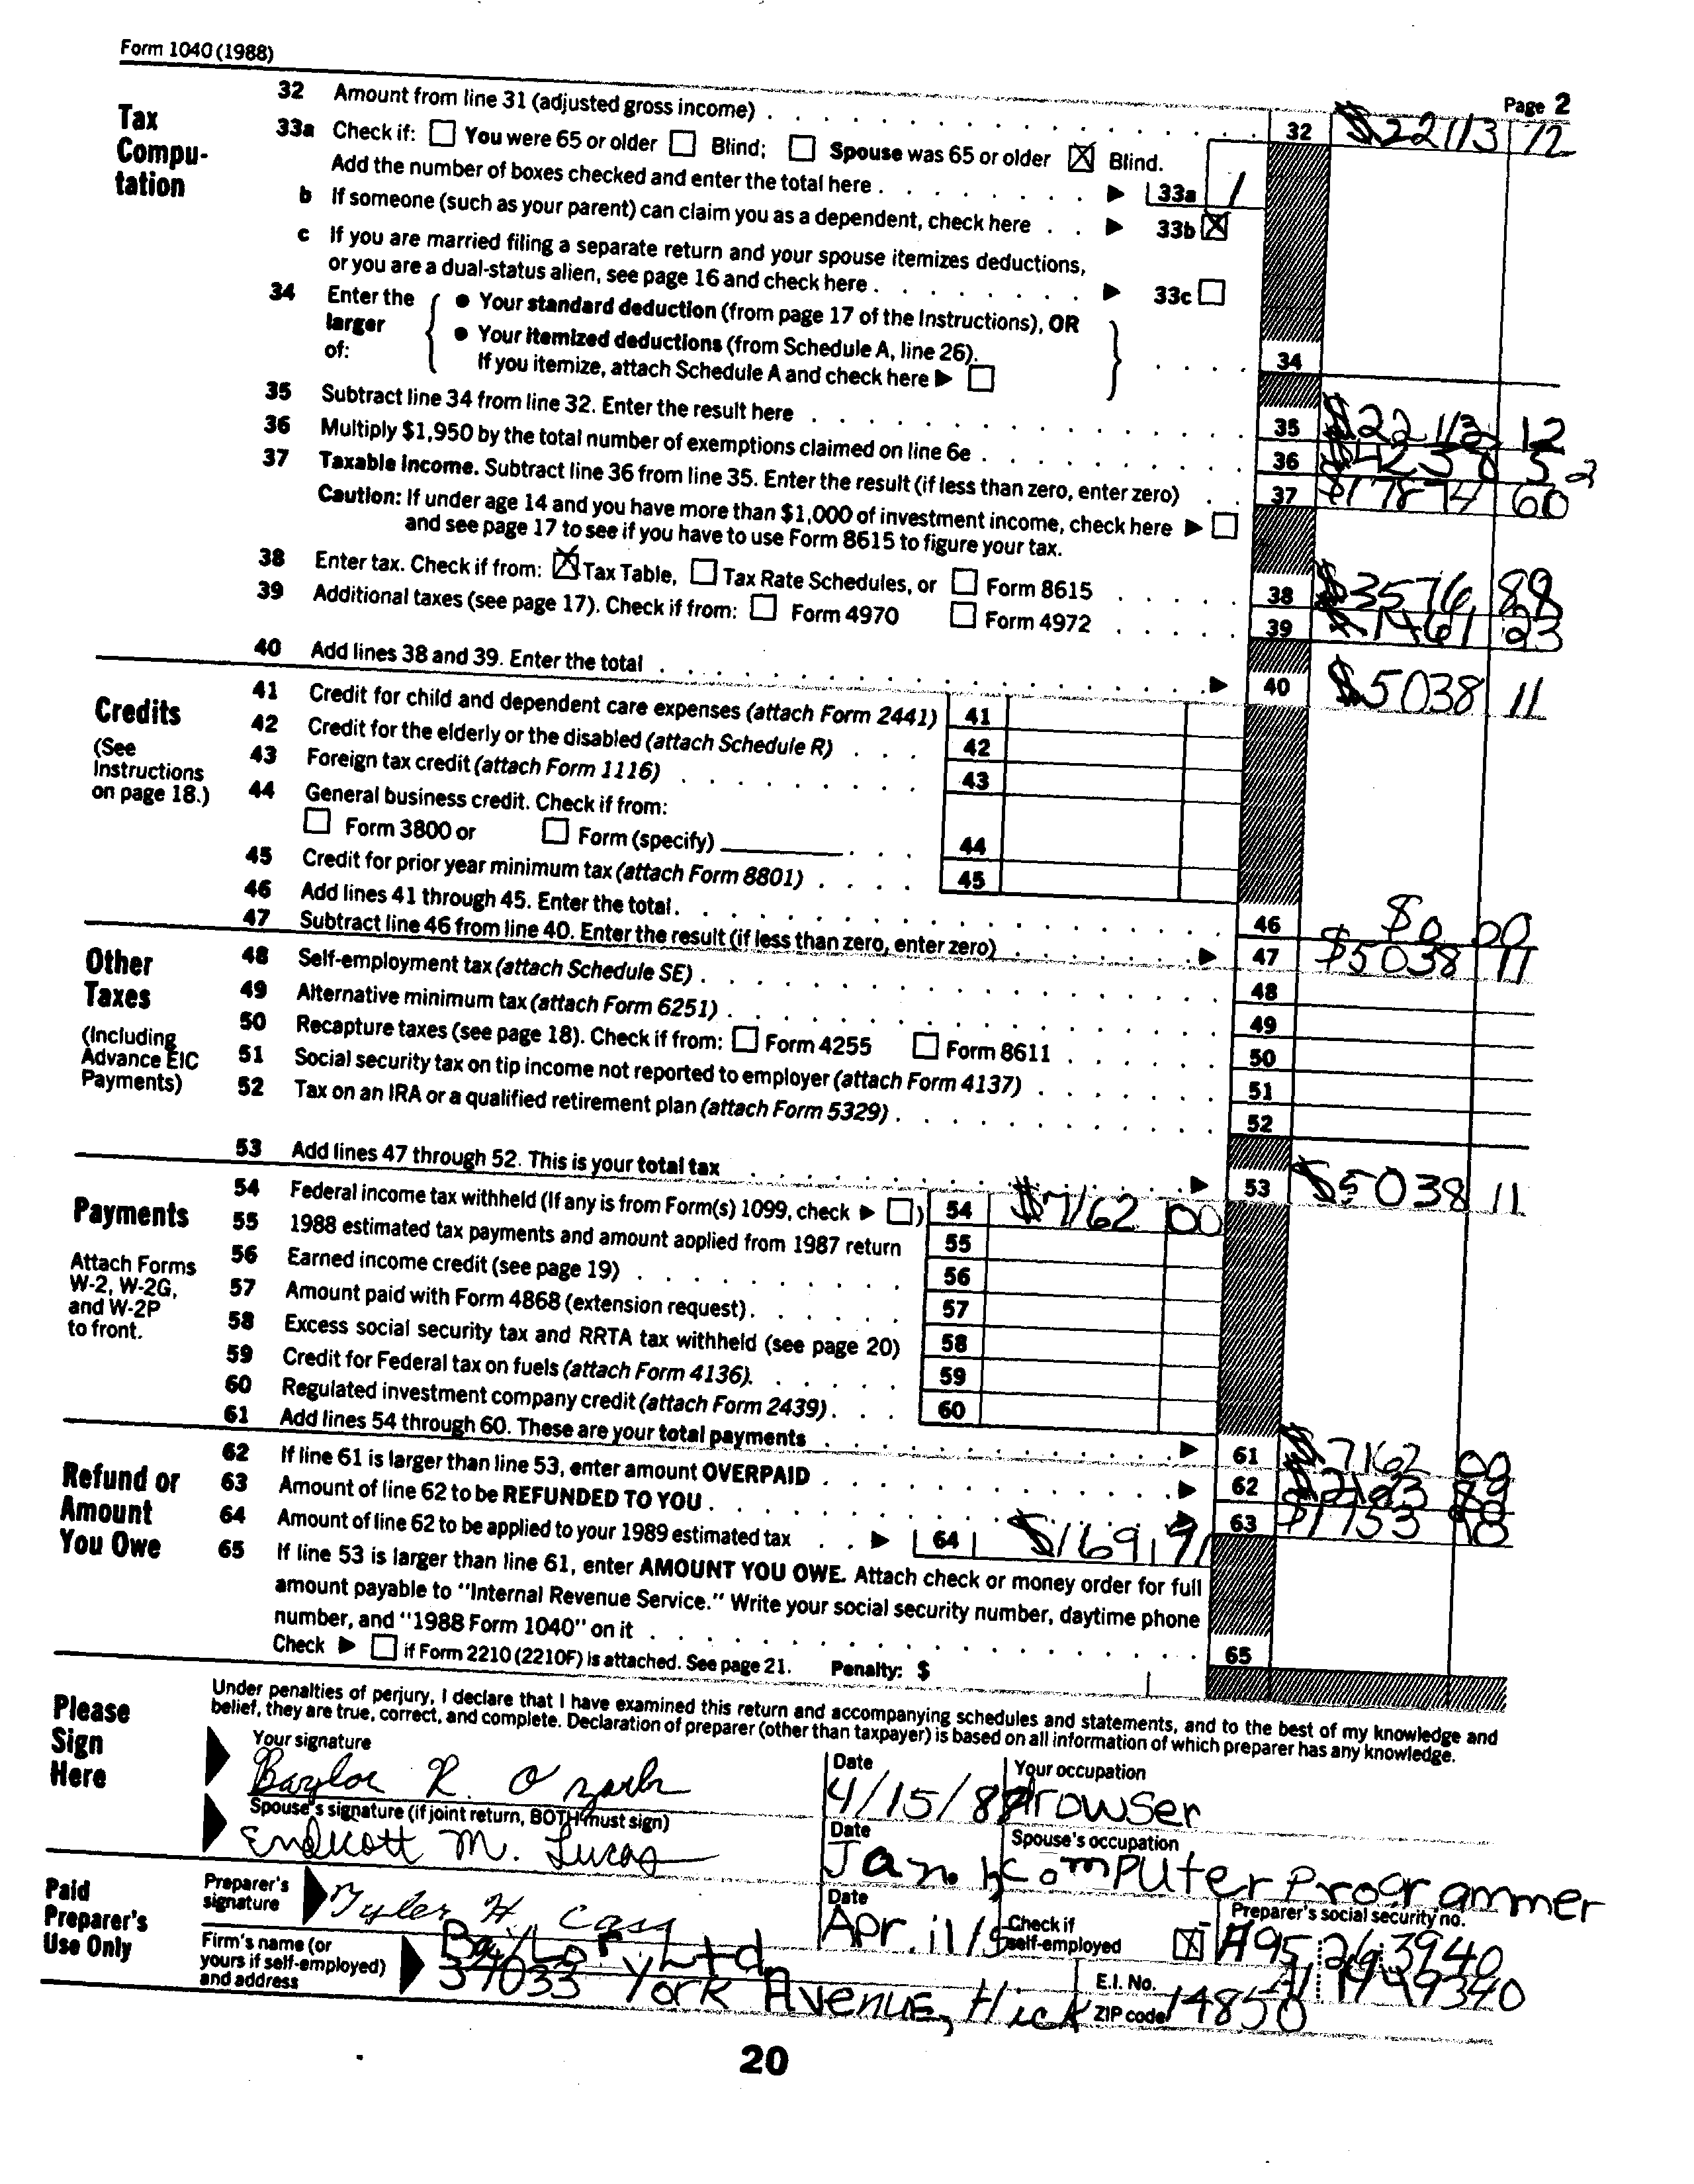 Form 1040 (1988)
Page 2
Tax Compu-tation
32 Amount from line 31 (adjusted gross income) 32 $22113 12
33a Check if: You were 65 or older Blind; Spouse was 65 or older Blind.
Add the number of boxes checked and enter the total here 33a 1
b If someone (such as your parent) can claim you as a dependent, check here 33b
c If you are married filing a separate return and your spouse itemizes deductions,
or you are a dual-status alien, see page 16 and check here 33c
34 Enter the larger of:
● Your standard deduction (from page 17 of the Instructions), OR
● Your itemized deductions (from Schedule A, line 26).
If you itemize, attach Schedule A and check here 34
35 Subtract line 34 from line 32. Enter the result here 35 $22113 12
36 Multiply $1,950 by the total number of exemptions claimed on line 6e 36
37 Taxable income. Subtract line 36 from line 35. Enter the result (if less than zero, enter zero) 37 $17874 60
Caution: If under age 14 and you have more than $1,000 of investment income, check here
and see page 17 to see if you have to use Form 8615 to figure your tax.
38 Enter tax. Check if from: Tax Table, Tax Rate Schedules, or Form 8615 38 $3576 88
39 Additional taxes (see page 17). Check if from: Form 4970 Form 4972 39 $1461 23
40 Add lines 38 and 39. Enter the total 40 $5038 11
Credits
(See Instructions on page 18.)
41 Credit for child and dependent care expenses (attach Form 2441) 41
42 Credit for the elderly or the disabled (attach Schedule R) 42
43 Foreign tax credit (attach Form 1116) 43
44 General business credit. Check if from:
Form 3800 or Form (specify) 44
45 Credit for prior year minimum tax (attach Form 8801) 45
46 Add lines 41 through 45. Enter the total. 46 $0 00
47 Subtract line 46 from line 40. Enter the result (if less than zero, enter zero) 47 $5038 11
Other Taxes
(Including Advance EIC Payments)
48 Self-employment tax (attach Schedule SE) 48
49 Alternative minimum tax (attach Form 6251) 49
50 Recapture taxes (see page 18). Check if from: Form 4255 Form 8611 50
51 Social security tax on tip income not reported to employer (attach Form 4137) 51
52 Tax on an IRA or a qualified retirement plan (attach Form 5329) 52
53 Add lines 47 through 52. This is your total tax 53 $5038 11
Payments
Attach Forms W-2, W-2G, and W-2P to front.
54 Federal income tax withheld (If any is from Form(s) 1099, check ) 54 $7162 00
55 1988 estimated tax payments and amount applied from 1987 return 55
56 Earned income credit (see page 19) 56
57 Amount paid with Form 4868 (extension request) 57
58 Excess social security tax and RRTA tax withheld (see page 20) 58
59 Credit for Federal tax on fuels (attach Form 4136). 59
60 Regulated investment company credit (attach Form 2439) 60
61 Add lines 54 through 60. These are your total payments 61 $7162 00
Refund or Amount You Owe
62 If line 61 is larger than line 53, enter amount OVERPAID 62 $2123 89
63 Amount of line 62 to be REFUNDED TO YOU 63
64 Amount of line 62 to be applied to your 1989 estimated tax 64
65 If line 53 is larger than line 61, enter AMOUNT YOU OWE. Attach check or money order for full
amount payable to "Internal Revenue Service." Write your social security number, daytime phone
number, and "1988 Form 1040" on it
Check if Form 2210 (2210F) is attached. See page 21. Penalty: $ 65
Please Sign Here
Under penalties of perjury, I declare that I have examined this return and accompanying schedules and statements, and to the best of my knowledge and
belief, they are true, correct, and complete. Declaration of preparer (other than taxpayer) is based on all information of which preparer has any knowledge.
Your signature Date Your occupation
Baylor R. Ozark 4/15/88
Spouse's signature (if joint return, BOTH must sign) Date Spouse's occupation
Endicott M. Lucas Jan. Computer Programmer
Paid Preparer's Use Only
Preparer's signature Date Check if self-employed Preparer's social security no.
Tyler H Cass
Firm's name (or yours if self-employed) and address
Ltd
York Avenue, Hick
E.I. No.
ZIP code 14850
20